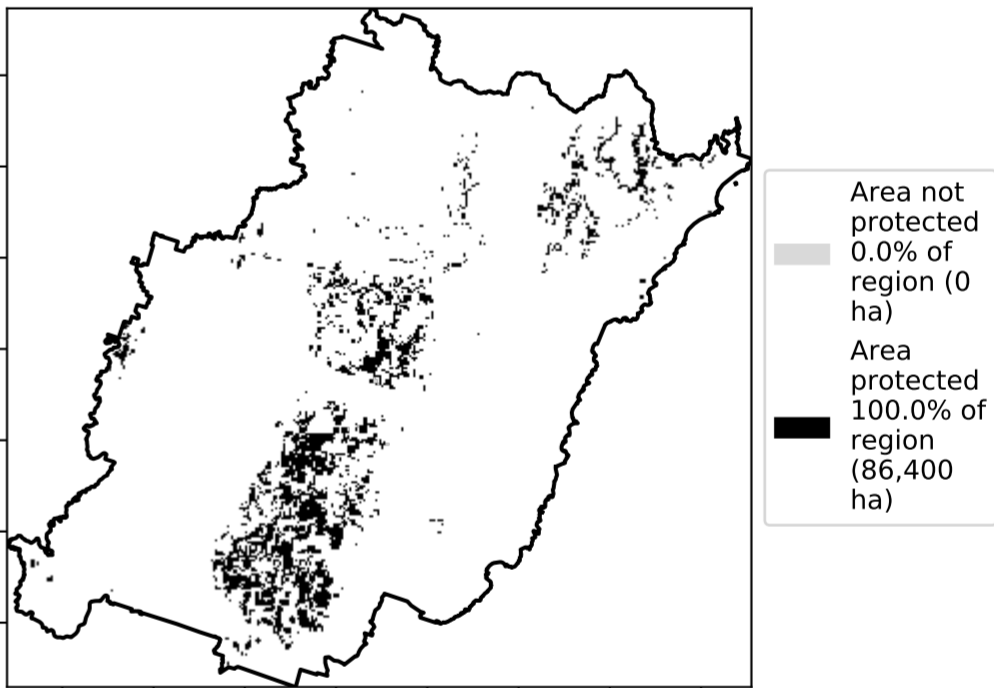 Area not
protected
0.0% of
region (0
ha)
Area
protected
100.0% of
region
(86,400
ha)